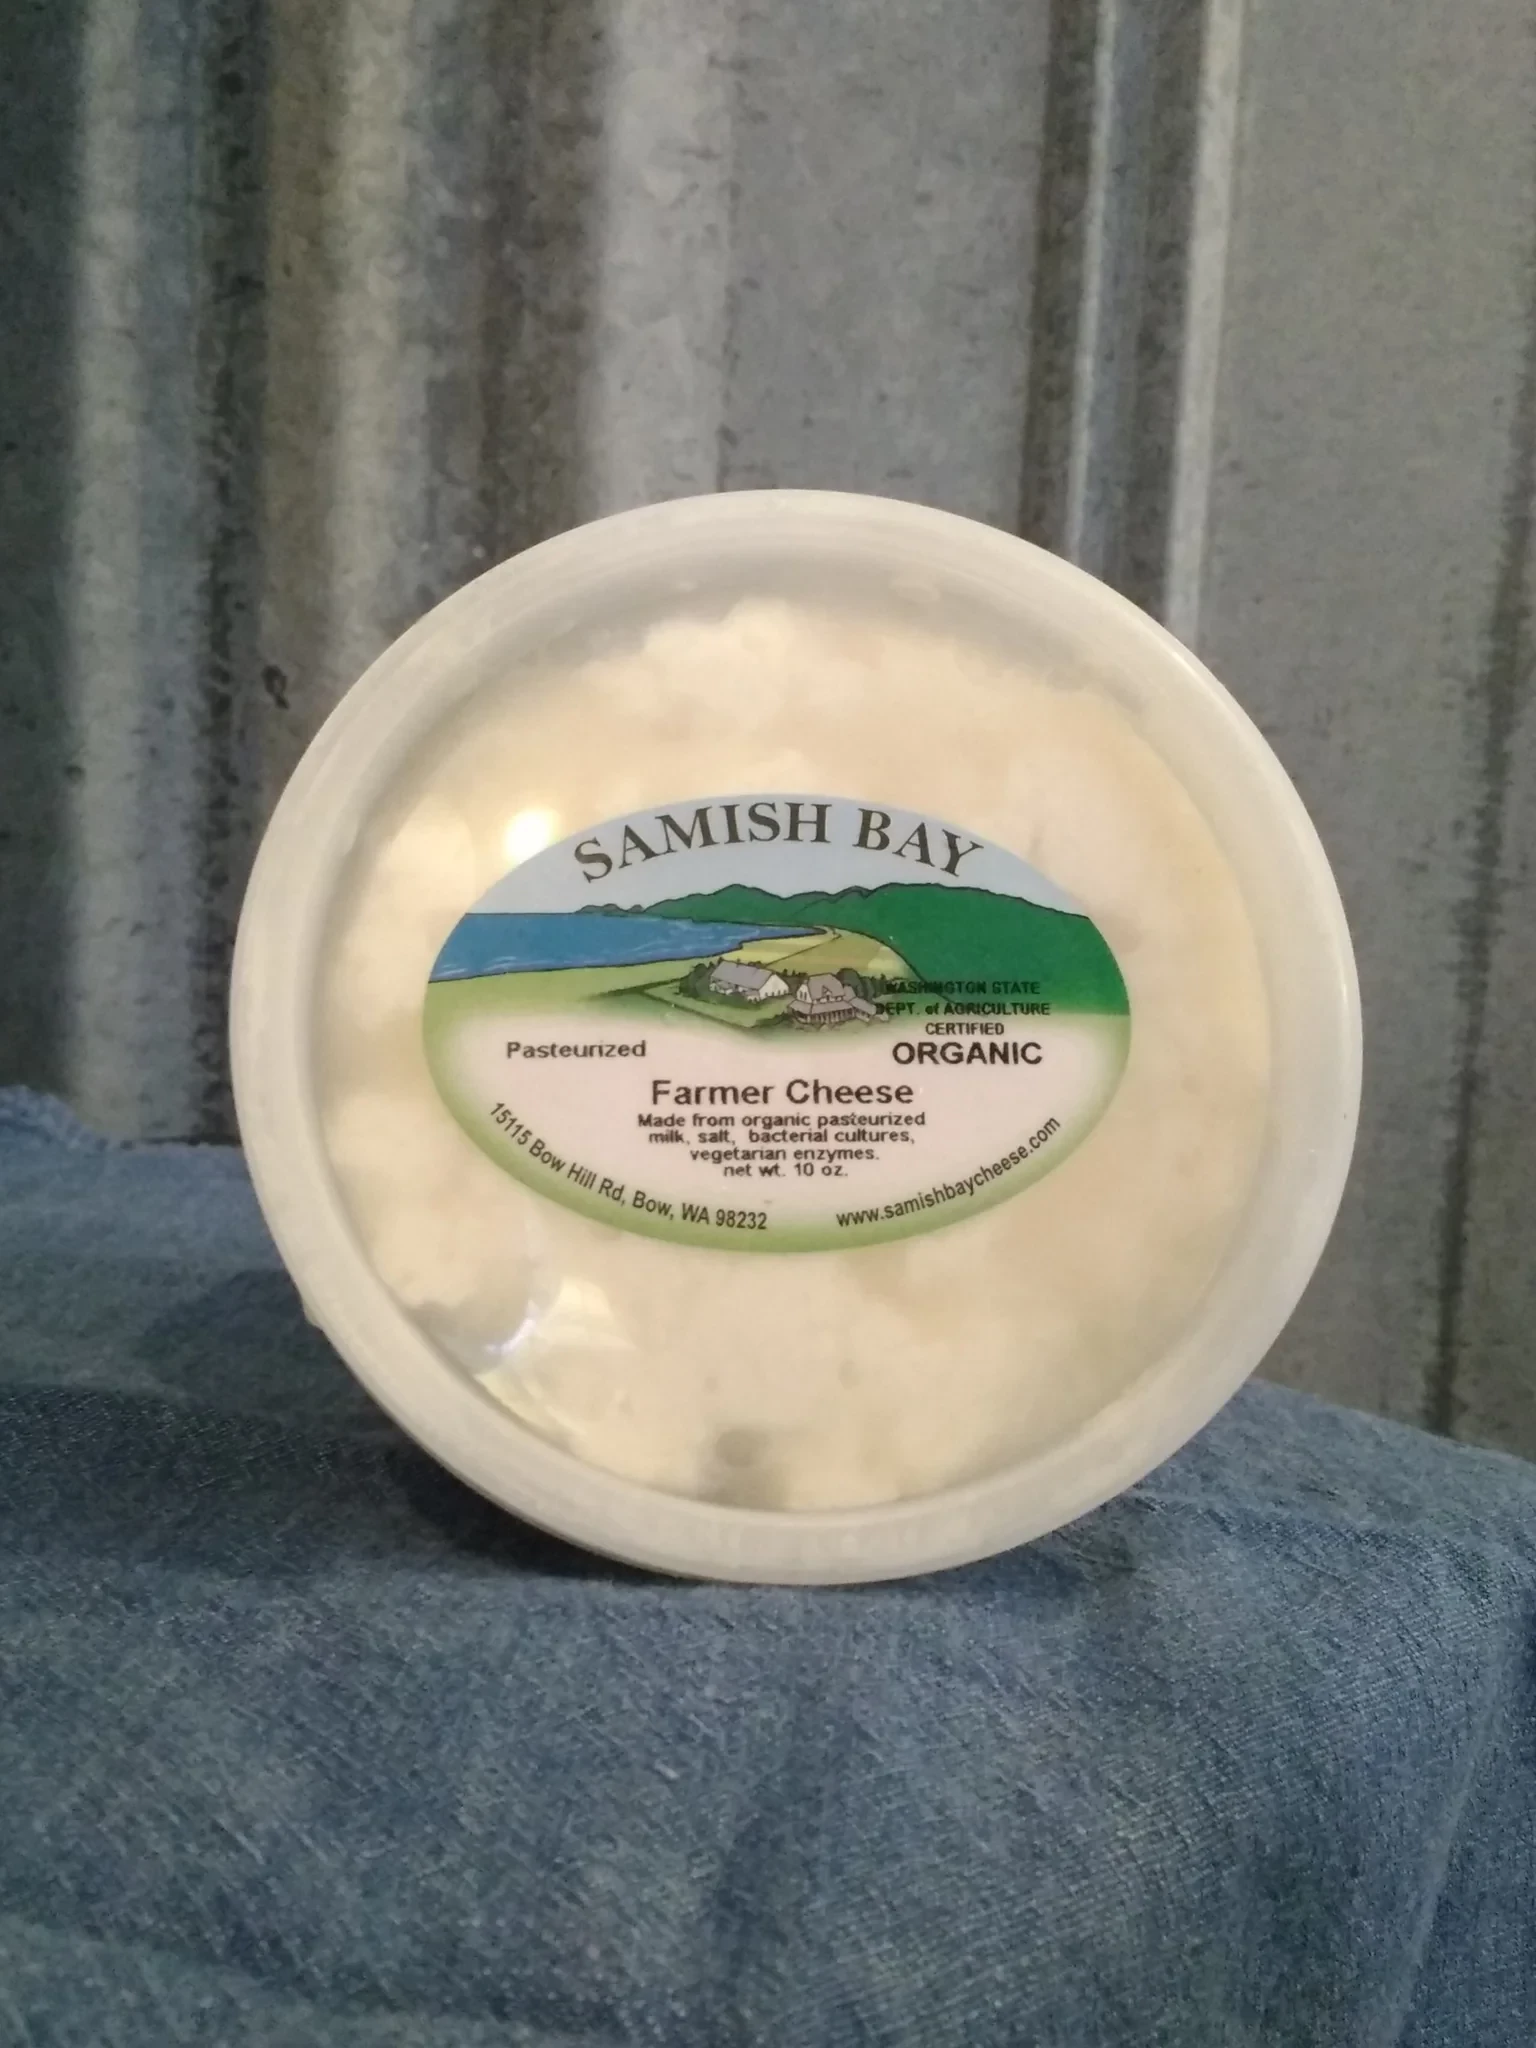 SAMISH BAY
WASHINGTON STATE
DEPT. of AGRICULTURE
CERTIFIED
ORGANIC
Pasteurized
Farmer Cheese
Made from organic pasteurized
milk, salt, bacterial cultures,
vegetarian enzymes.
net wt. 10 oz.
15115 Bow Hill Rd, Bow, WA 98232
www.samishbaycheese.com